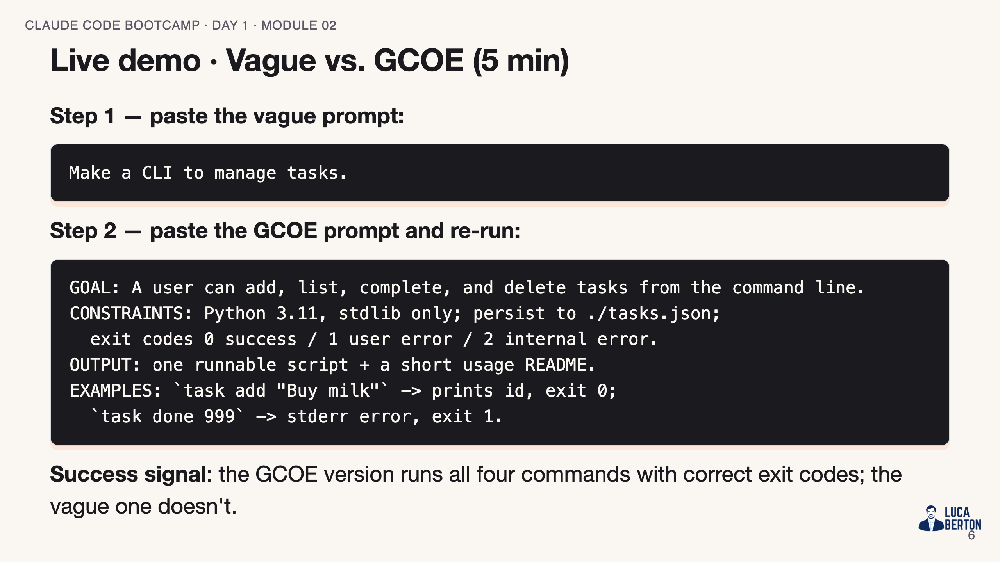 CLAUDE CODE BOOTCAMP · DAY 1 · MODULE 02
Live demo · Vague vs. GCOE (5 min)
Step 1 — paste the vague prompt:
Make a CLI to manage tasks.
Step 2 — paste the GCOE prompt and re-run:
GOAL: A user can add, list, complete, and delete tasks from the command line.
CONSTRAINTS: Python 3.11, stdlib only; persist to ./tasks.json;
  exit codes 0 success / 1 user error / 2 internal error.
OUTPUT: one runnable script + a short usage README.
EXAMPLES: `task add "Buy milk"` —> prints id, exit 0;
  `task done 999` —> stderr error, exit 1.
Success signal: the GCOE version runs all four commands with correct exit codes; the
vague one doesn't.
LUCA
BERTON
6